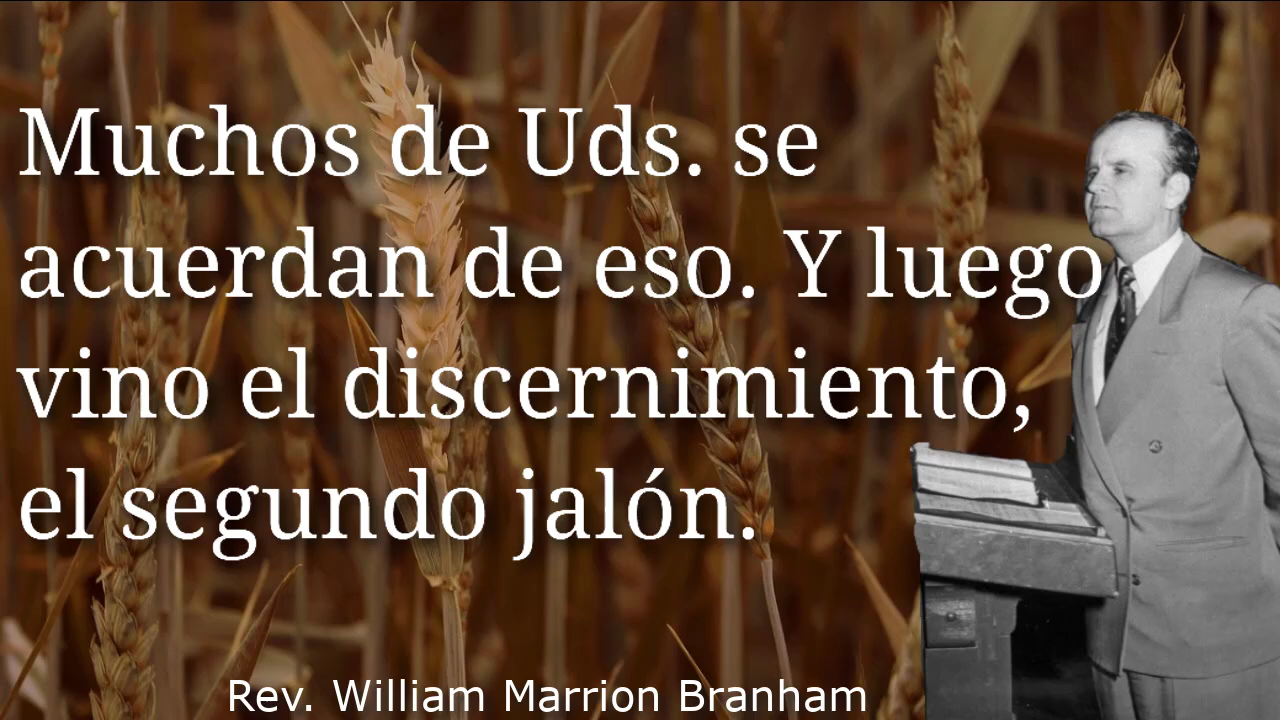 Muchos de Uds. se
acuerdan de eso. Y luego
vino el discernimiento,
el segundo jalón.
Rev. William Marrion Branham